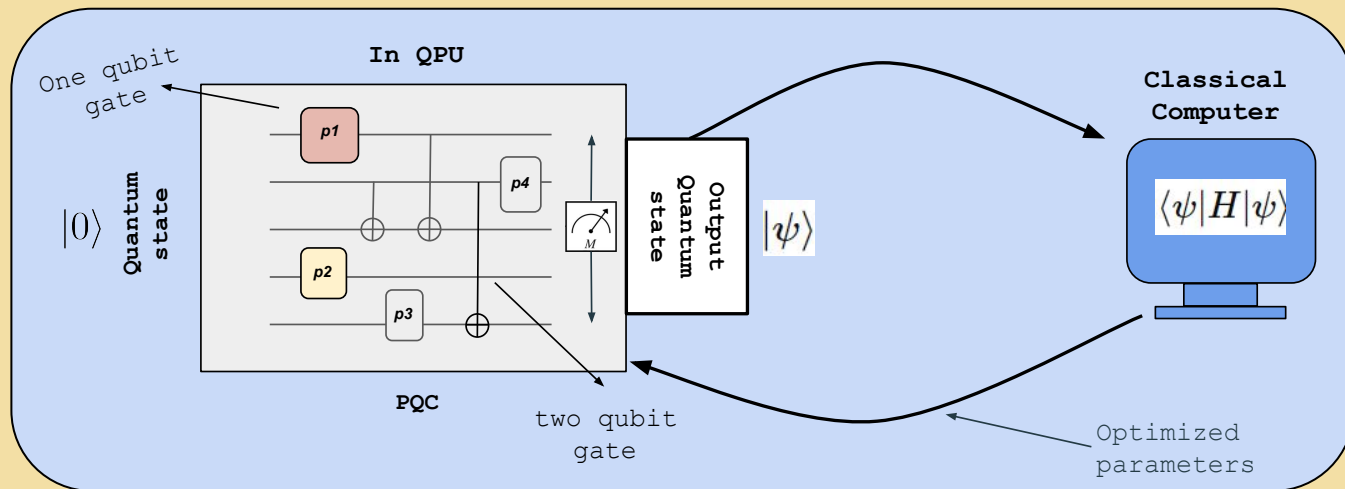 In QPU
One qubit
gate
Classical
Computer
p1
p4
|0⟩
Quantum
state
M
Output
Quantum
state
|ψ⟩
⟨ψ|H|ψ⟩
p2
p3
PQC
two qubit
gate
Optimized
parameters